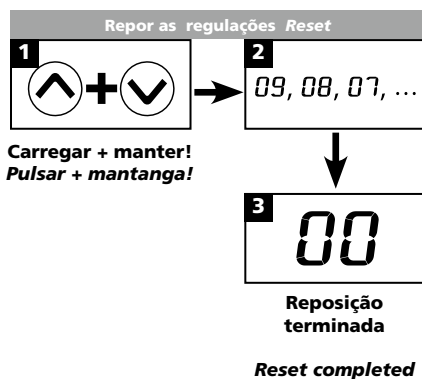 Repor as regulações Reset
1
+
2
09, 08, 07, ...
Carregar + manter!
Pulsar + mantanga!
3
00
Reposição
terminada
Reset completed